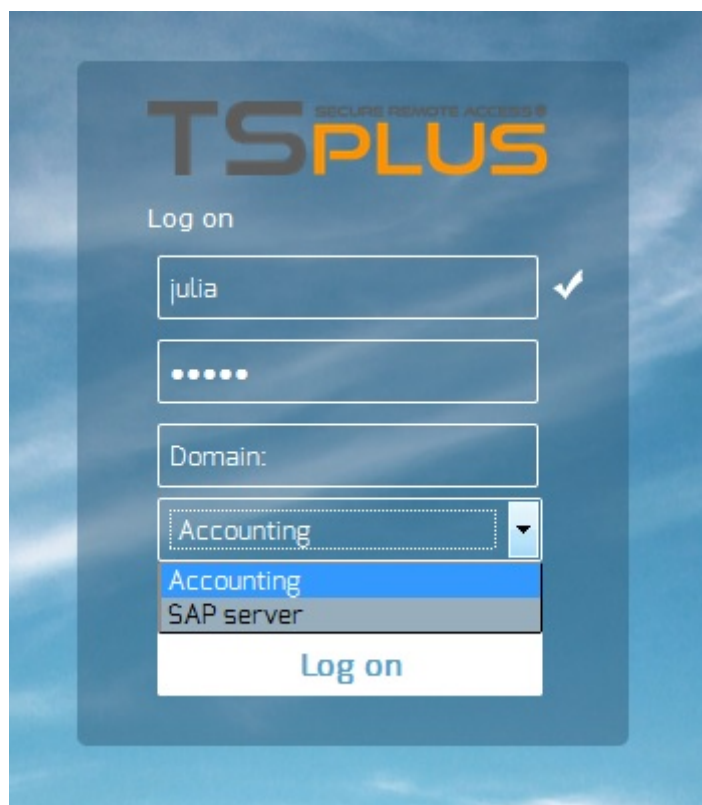 SECURE REMOTE ACCESS®
TSPLUS
Log on
julia
•••••
Domain:
Accounting
Accounting
SAP server
Log on